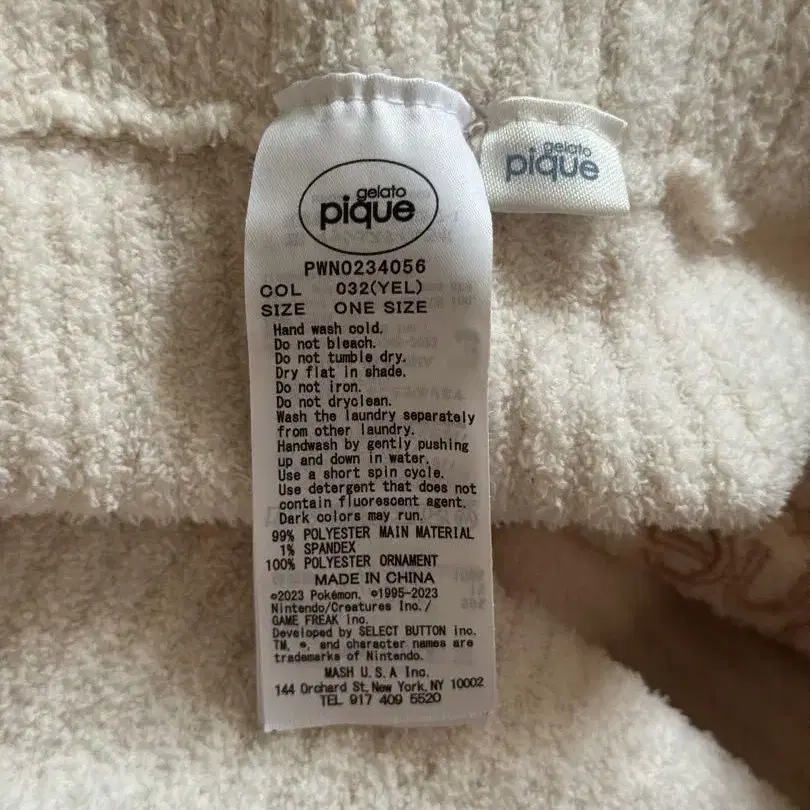 gelato
pique
gelato
pique
PWN0234056
COL 032(YEL)
SIZE ONE SIZE
Hand wash cold.
Do not bleach.
Do not tumble dry.
Dry flat in shade.
Do not iron.
Do not dryclean.
Wash the laundry separately
from other laundry.
Handwash by gently pushing
up and down in water.
Use a short spin cycle.
Use detergent that does not
contain fluorescent agent.
Dark colors may run.
99% POLYESTER MAIN MATERIAL
1% SPANDEX
100% POLYESTER ORNAMENT
MADE IN CHINA
©2023 Pokémon. ©1995-2023
Nintendo/Creatures Inc./
GAME FREAK inc.
Developed by SELECT BUTTON inc.
TM, ®, and character names are
trademarks of Nintendo.
MASH U.S.A Inc.
144 Orchard St, New York, NY 10002
TEL 917 409 5520